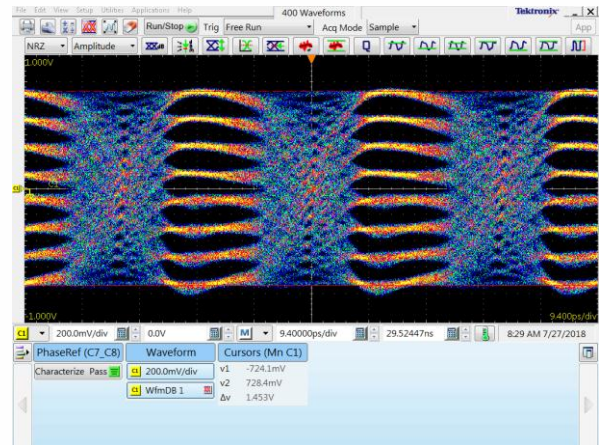 File Edit View Setup Utilities Applications Help 400 Waveforms Tektronix
Run/Stop Trig Free Run Acq Mode Sample App
NRZ Amplitude Q
1.000V
C1
-1.000V 9.400ps/div
C1 200.0mV/div 0.0V M 9.40000ps/div 29.52447ns 8:29 AM 7/27/2018
PhaseRef (C7_C8) Waveform Cursors (Mn C1)
Characterize Pass C1 200.0mV/div v1 -724.1mV
C1 WfmDB 1 v2 728.4mV
Δv 1.453V